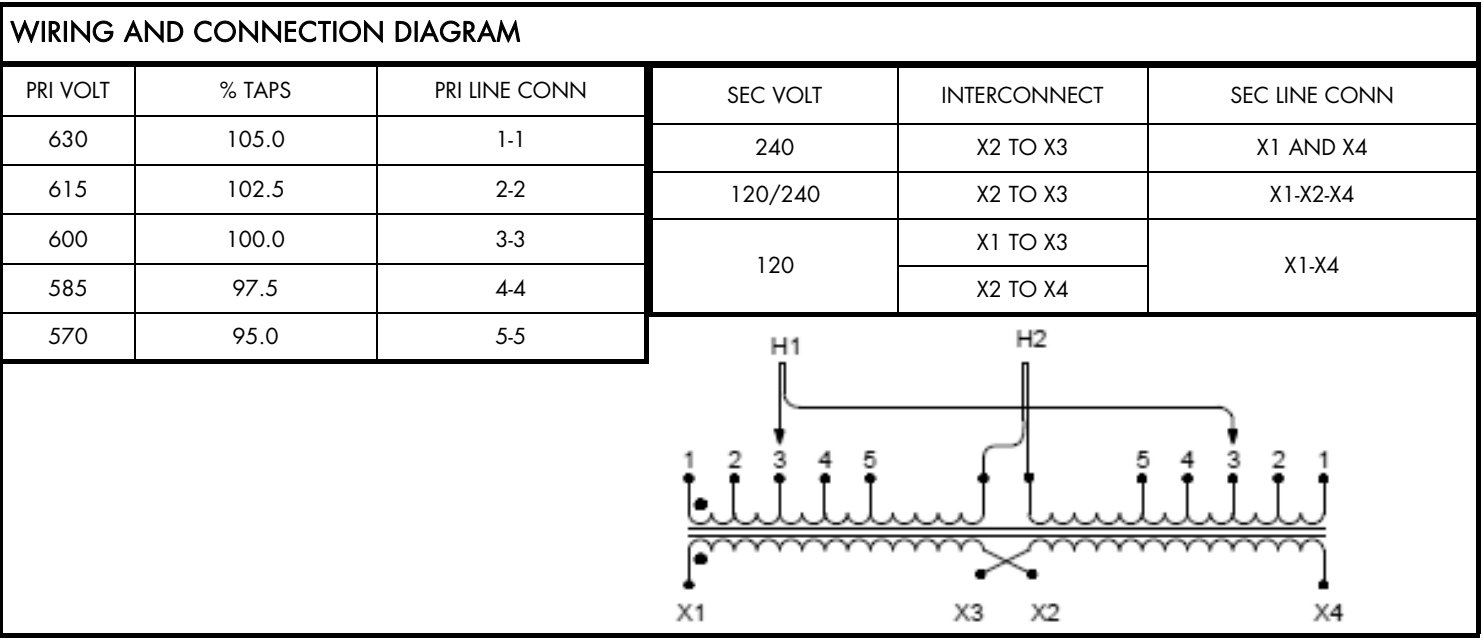 WIRING AND CONNECTION DIAGRAM
PRI VOLT % TAPS PRI LINE CONN
630 105.0 1-1
615 102.5 2-2
600 100.0 3-3
585 97.5 4-4
570 95.0 5-5
SEC VOLT INTERCONNECT SEC LINE CONN
240 X2 TO X3 X1 AND X4
120/240 X2 TO X3 X1-X2-X4
120 X1 TO X3 X1-X4
X2 TO X4
H1 H2
1 2 3 4 5 5 4 3 2 1
X1 X3 X2 X4